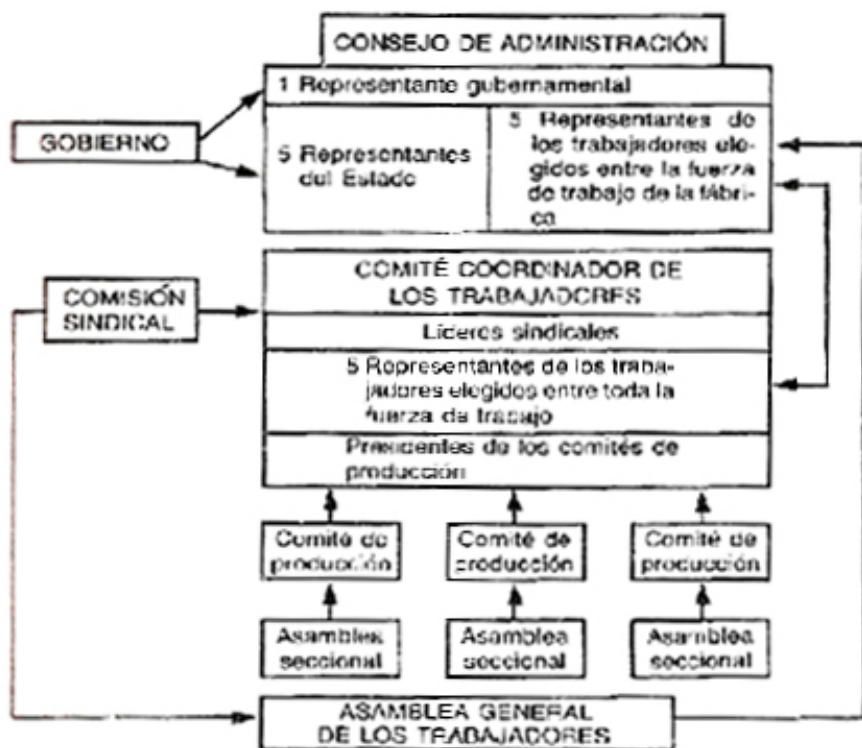 CONSEJO DE ADMINISTRACIÓN
1 Representante gubernamental
GOBIERNO
5 Representantes
del Estado
5 Representantes de
los trabajadores ele-
gidos entre la fuerza
de trabajo de la fábri-
ca
COMITÉ COORDINADOR DE
LOS TRABAJADORES
COMISIÓN
SINDICAL
Líderes sindicales
5 Representantes de los traba-
jadores elegidos entre toda la
fuerza de trabajo
Presidentes de los comités de
producción
Comité de
producción
Comité de
producción
Comité de
producción
Asamblea
seccional
Asamblea
seccional
Asamblea
seccional
ASAMBLEA GENERAL
DE LOS TRABAJADORES